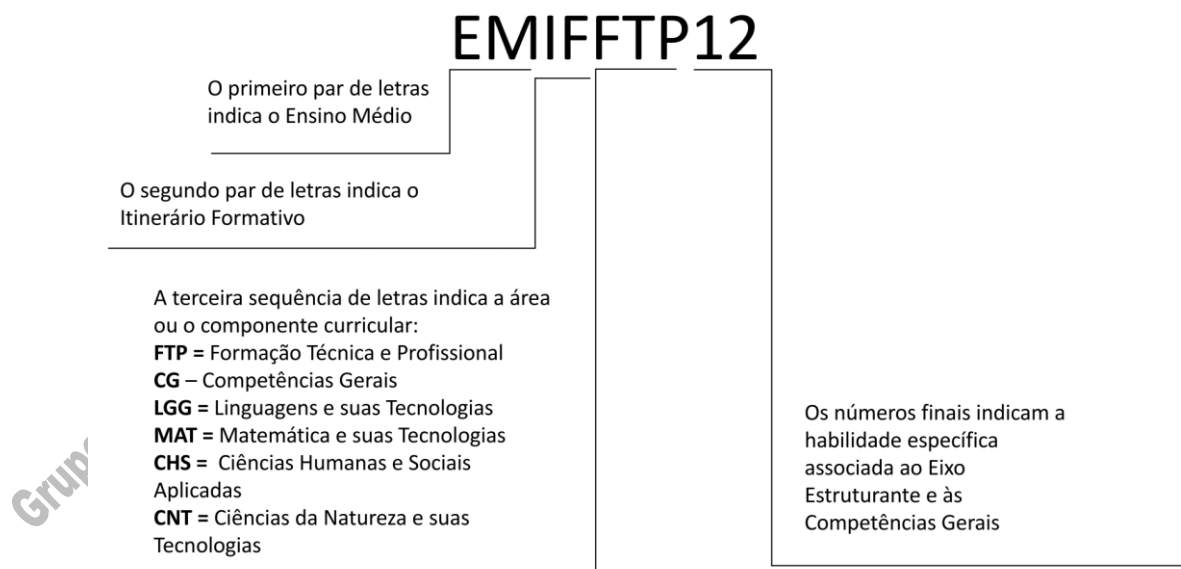 EMIFFTP12
O primeiro par de letras
indica o Ensino Médio
O segundo par de letras indica o
Itinerário Formativo
A terceira sequência de letras indica a área
ou o componente curricular:
FTP = Formação Técnica e Profissional
CG – Competências Gerais
LGG = Linguagens e suas Tecnologias
MAT = Matemática e suas Tecnologias
CHS = Ciências Humanas e Sociais
Aplicadas
CNT = Ciências da Natureza e suas
Tecnologias
Os números finais indicam a
habilidade específica
associada ao Eixo
Estruturante e às
Competências Gerais